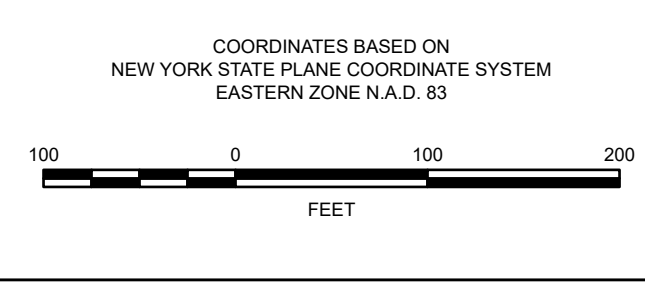 COORDINATES BASED ON
NEW YORK STATE PLANE COORDINATE SYSTEM
EASTERN ZONE N.A.D. 83
100 0 100 200
FEET